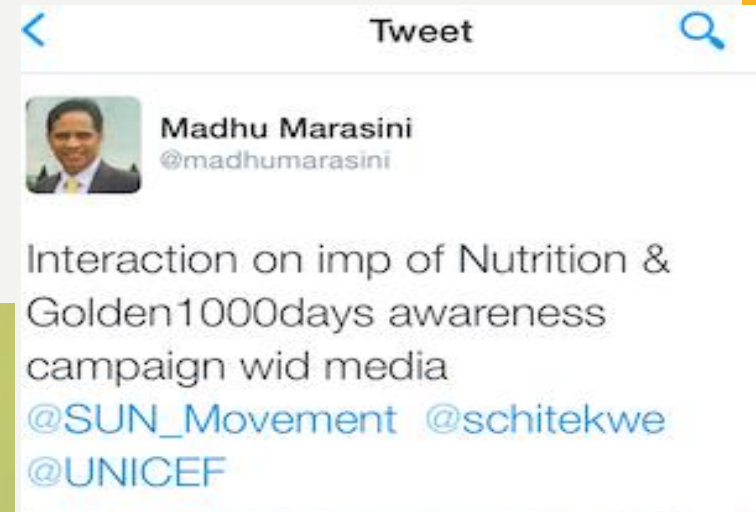 Tweet
Madhu Marasini
@madhumarasini
Interaction on imp of Nutrition &
Golden1000days awareness
campaign wid media
@SUN_Movement @schitekwe
@UNICEF